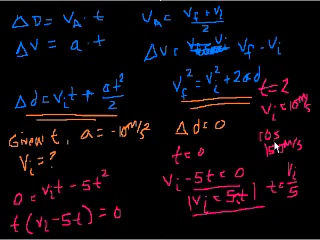 ΔD = V_A · t
ΔV = a · t
Δd = V_i t + at²/2
Given t, a = -10 m/s²
V_i = ?
0 = V_i t - 5t²
t(V_i - 5t) = 0
V_A = (V_f + V_i)/2
ΔV = V_f - V_i
V_f² = V_i² + 2ad
Δd = 0
t = 0
V_i - 5t = 0
V_i = 5t
t = V_i/5
t = 2
V_i = 10 m/s
10s